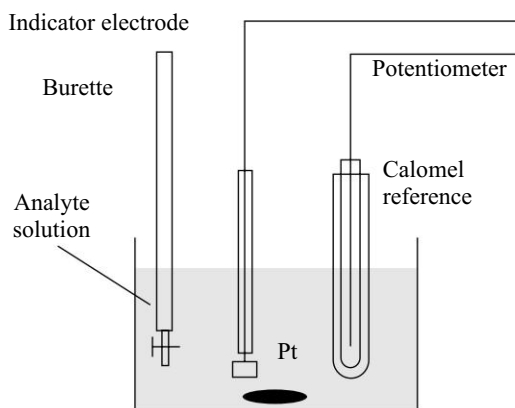 Indicator electrode
Burette
Potentiometer
Calomel
reference
Analyte
solution
Pt